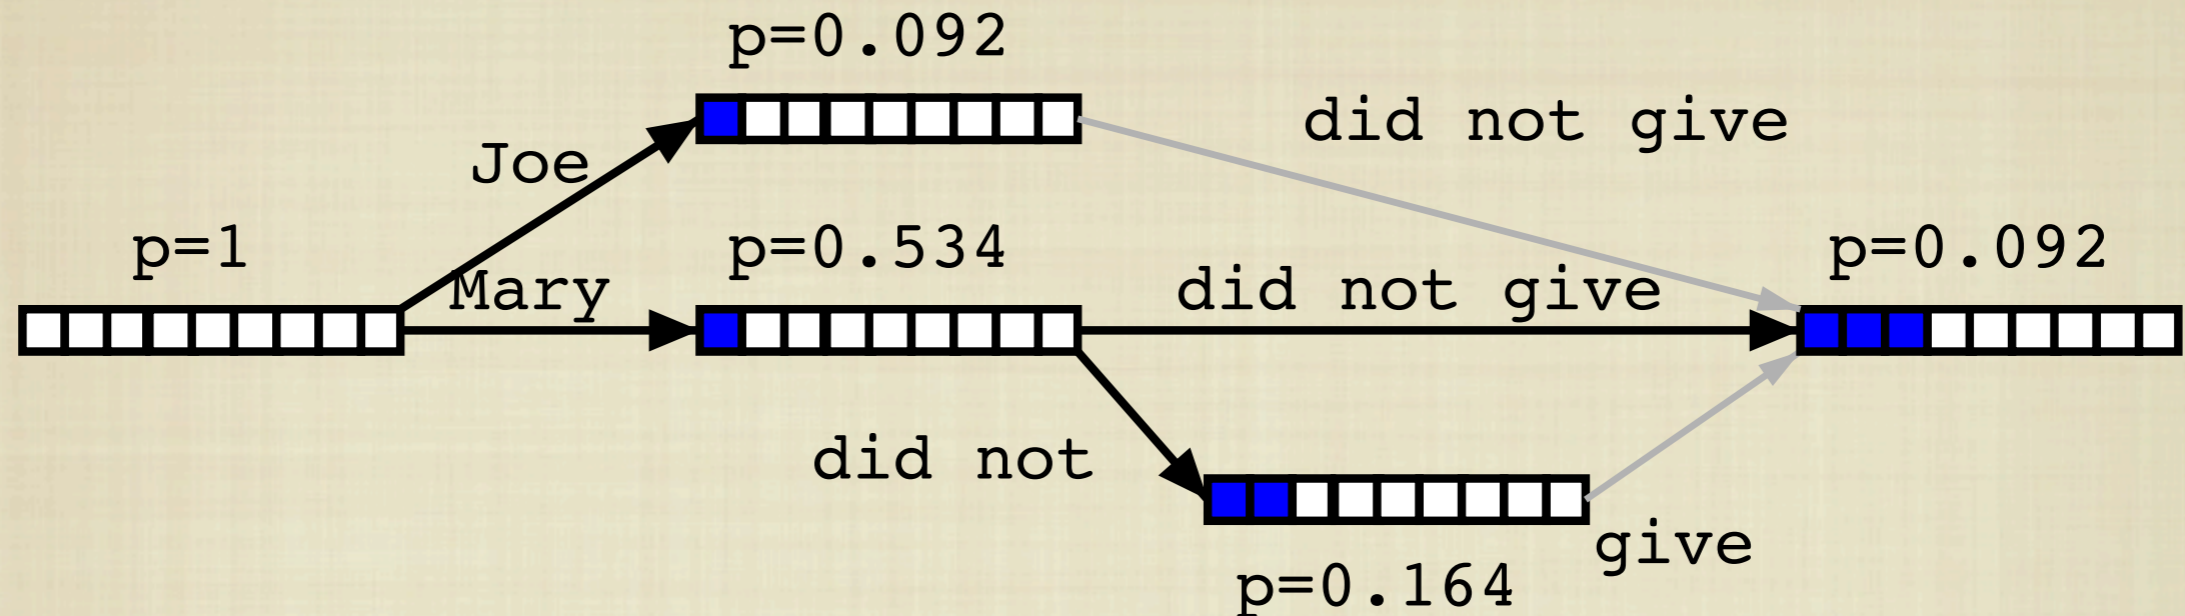 p=0.092
did not give
Joe
p=1
p=0.534
p=0.092
Mary
did not give
did not
give
p=0.164